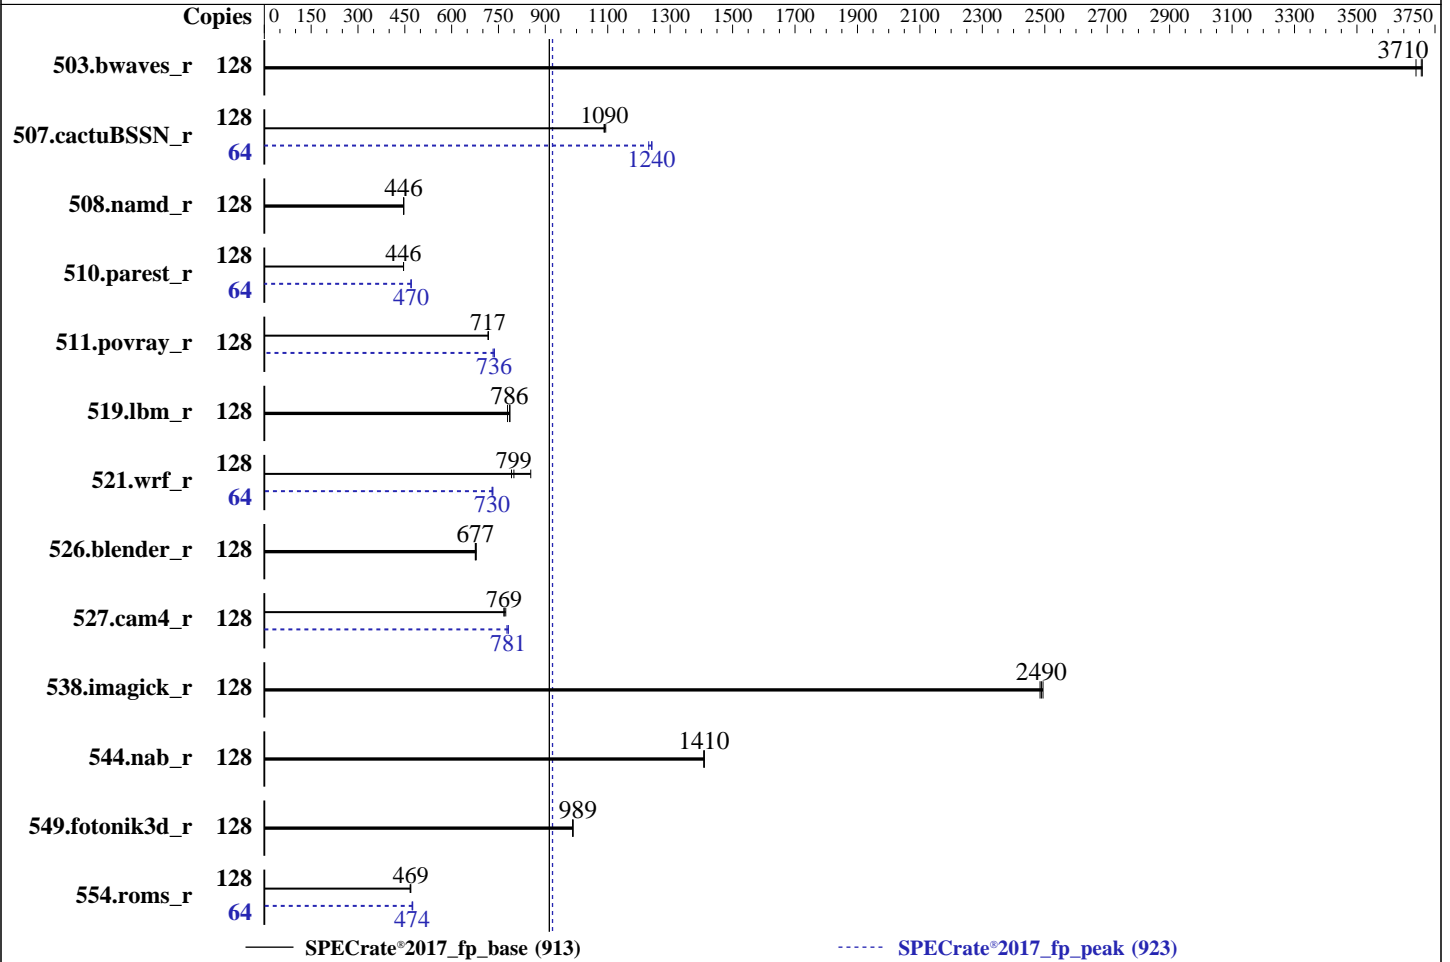 Copies 0 150 300 450 600 750 900 1100 1300 1500 1700 1900 2100 2300 2500 2700 2900 3100 3300 3500 3750
503.bwaves_r 128 3710
507.cactuBSSN_r 128 1090
64 1240
508.namd_r 128 446
510.parest_r 128 446
64 470
511.povray_r 128 717
736
519.lbm_r 128 786
521.wrf_r 128 799
64 730
526.blender_r 128 677
527.cam4_r 128 769
781
538.imagick_r 128 2490
544.nab_r 128 1410
549.fotonik3d_r 128 989
554.roms_r 128 469
64 474
SPECrate®2017_fp_base (913) SPECrate®2017_fp_peak (923)